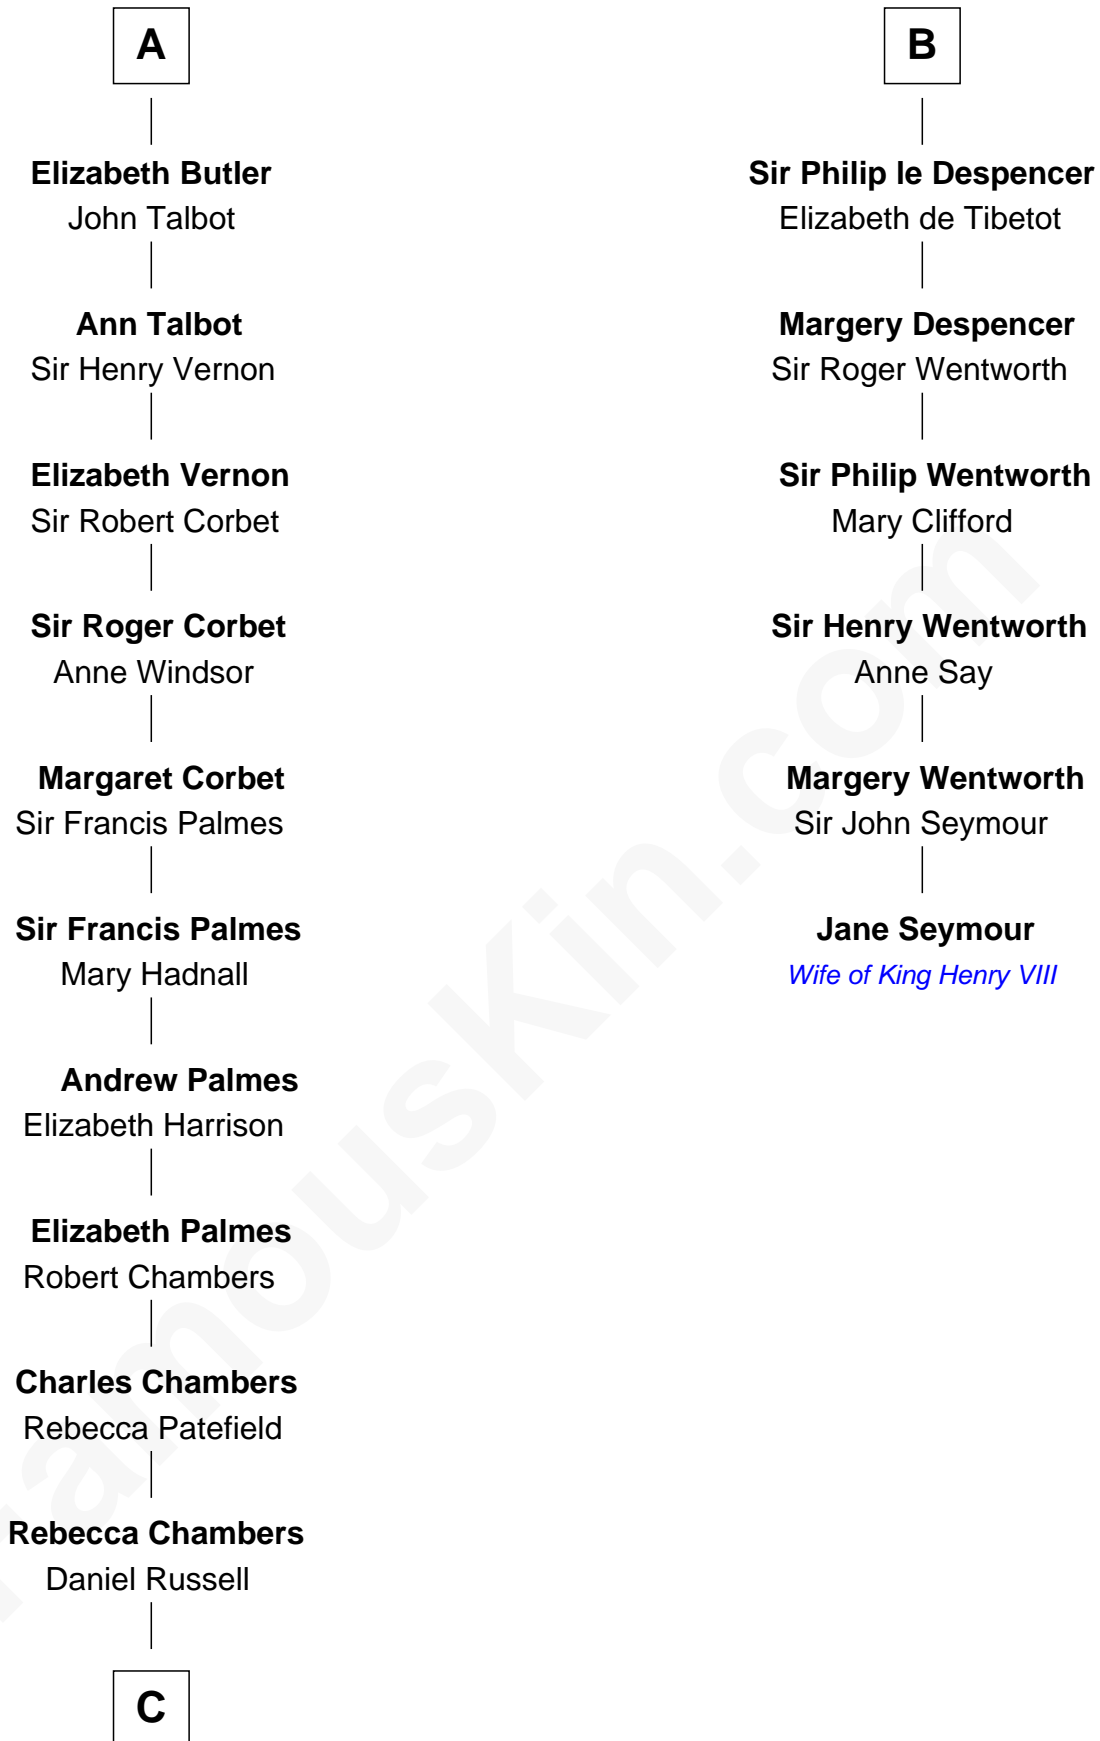 A
Elizabeth Butler
John Talbot
Ann Talbot
Sir Henry Vernon
Elizabeth Vernon
Sir Robert Corbet
Sir Roger Corbet
Anne Windsor
Margaret Corbet
Sir Francis Palmes
Sir Francis Palmes
Mary Hadnall
Andrew Palmes
Elizabeth Harrison
Elizabeth Palmes
Robert Chambers
Charles Chambers
Rebecca Patefield
Rebecca Chambers
Daniel Russell
C
B
Sir Philip le Despencer
Elizabeth de Tibetot
Margery Despencer
Sir Roger Wentworth
Sir Philip Wentworth
Mary Clifford
Sir Henry Wentworth
Anne Say
Margery Wentworth
Sir John Seymour
Jane Seymour
Wife of King Henry VIII
FamousKin.com